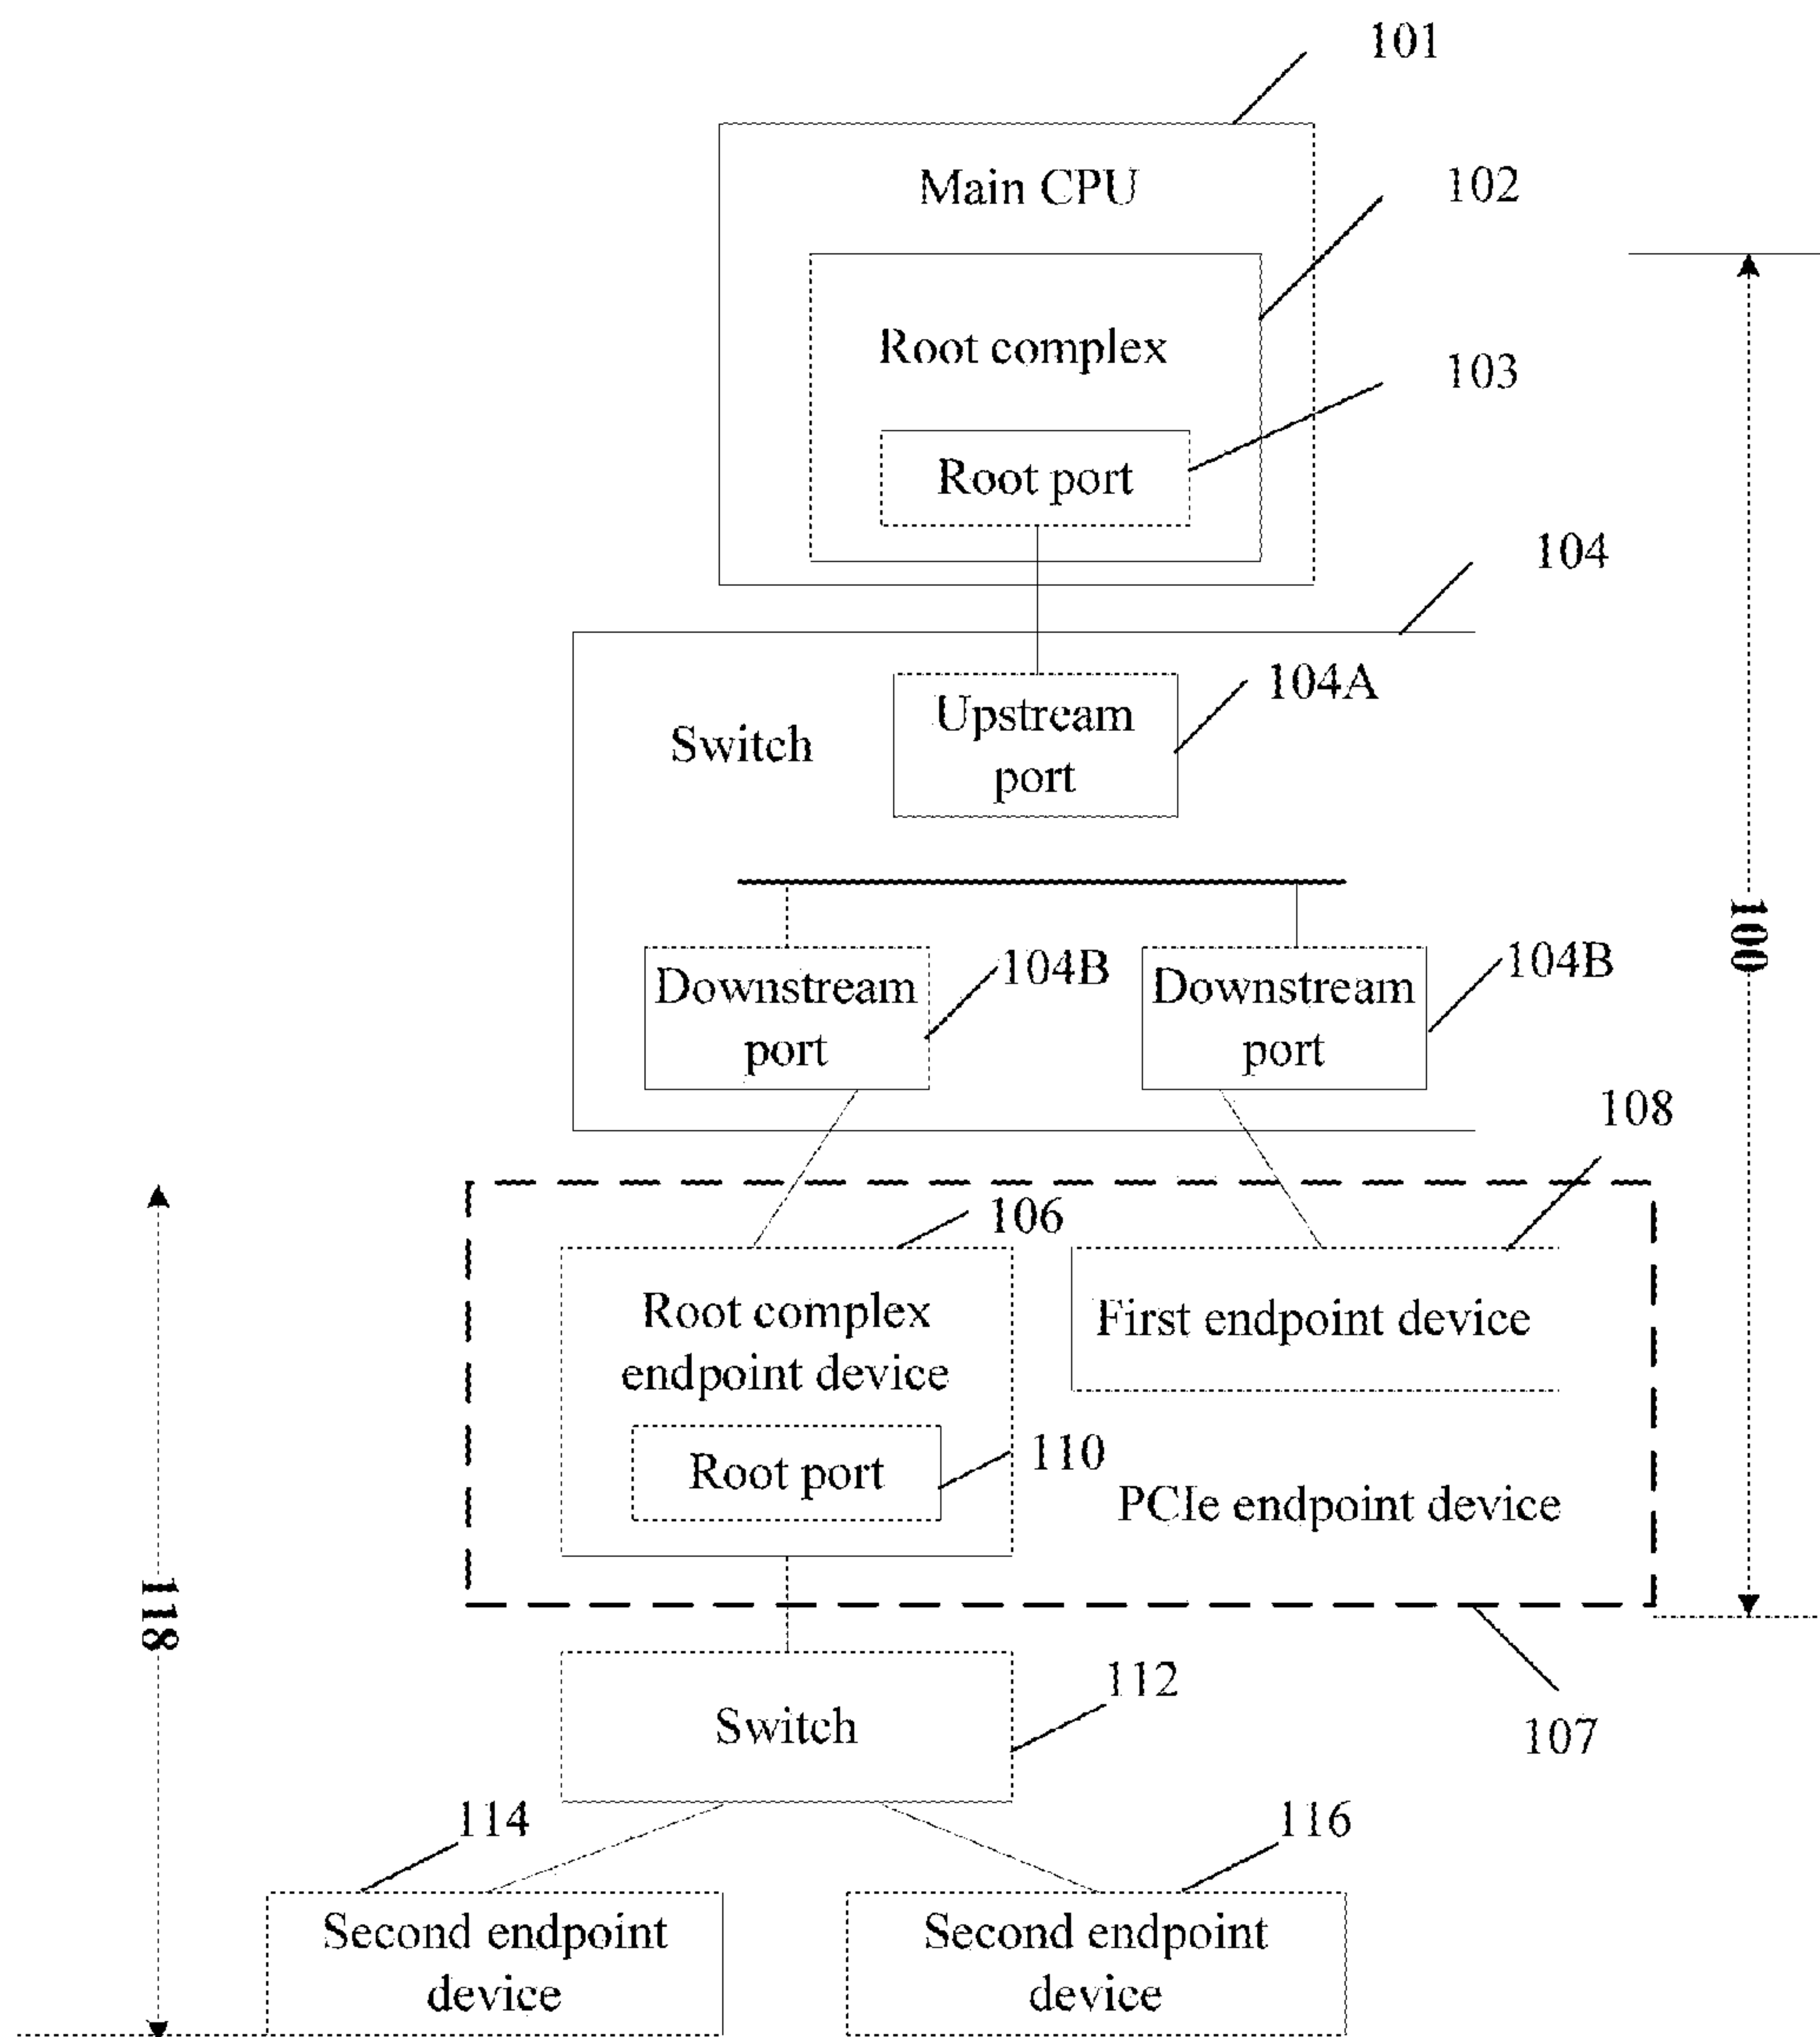 101
Main CPU
102
Root complex
103
Root port
104
104A
Upstream
port
Switch
100
104B
104B
Downstream
port
Downstream
port
108
106
Root complex
endpoint device
First endpoint device
110
Root port
PCIe endpoint device
118
112
Switch
107
114
116
Second endpoint
device
Second endpoint
device